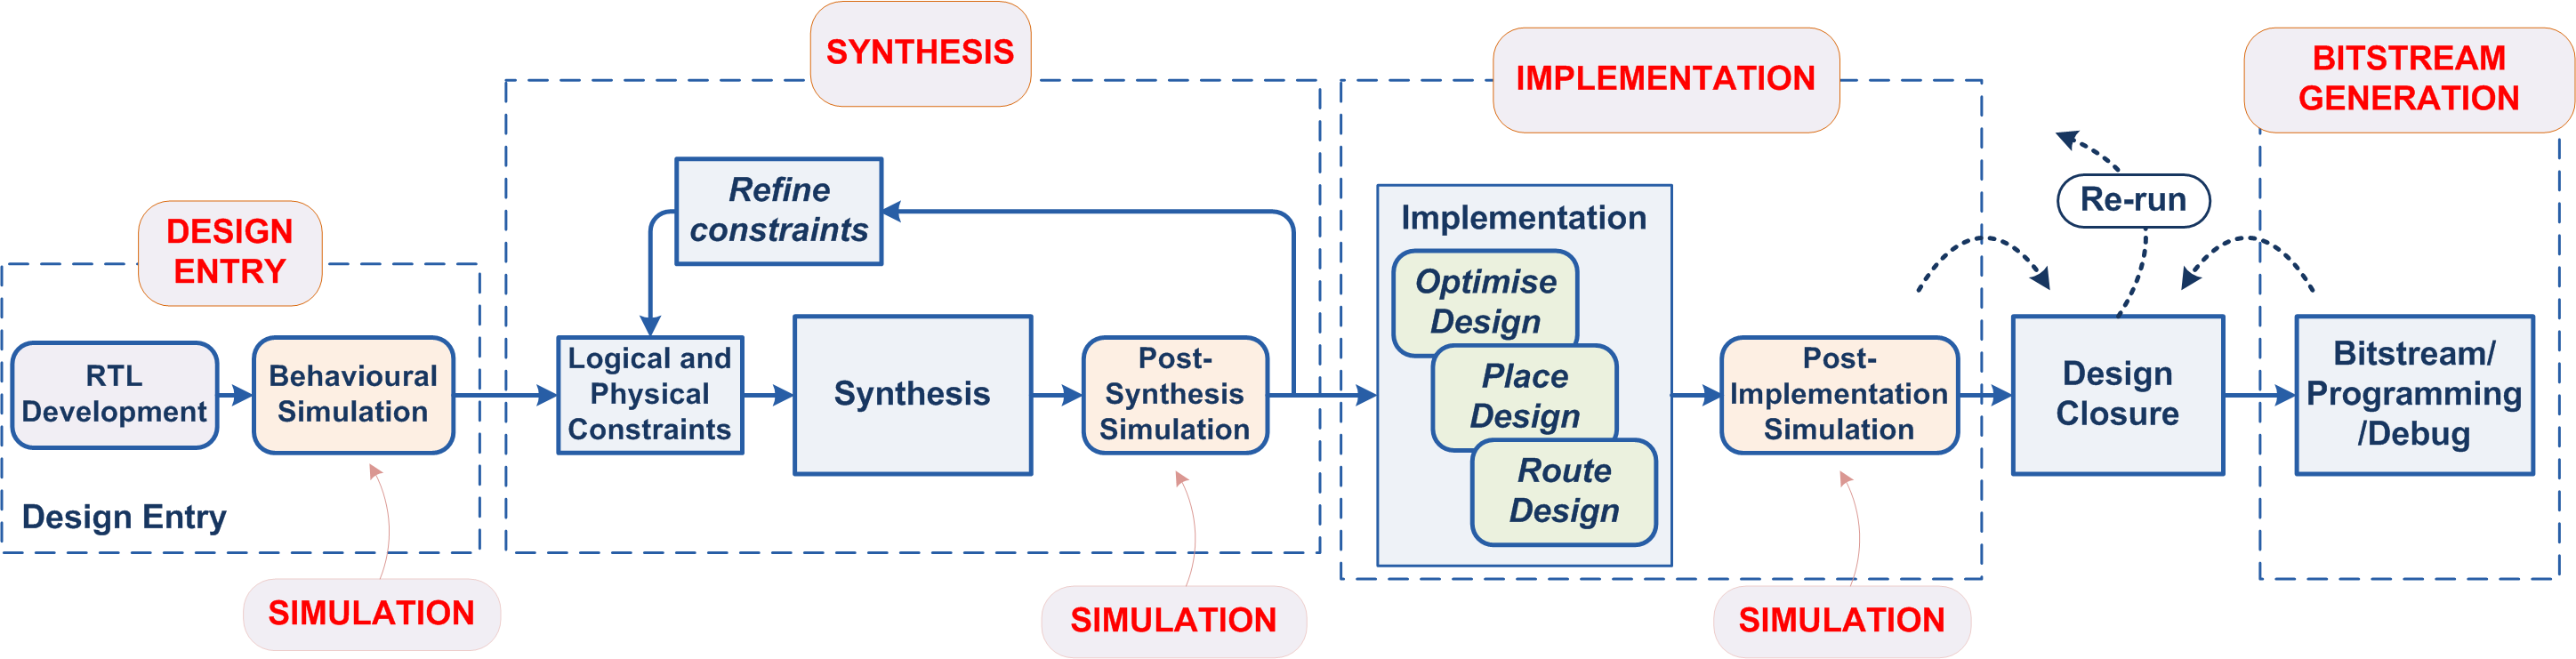 DESIGN
ENTRY
RTL
Development
Behavioural
Simulation
Design Entry
SIMULATION
SYNTHESIS
Refine
constraints
Logical and
Physical
Constraints
Synthesis
Post-
Synthesis
Simulation
SIMULATION
IMPLEMENTATION
Implementation
Optimise
Design
Place
Design
Route
Design
Post-
Implementation
Simulation
SIMULATION
Re-run
Design
Closure
BITSTREAM
GENERATION
Bitstream/
Programming
/Debug